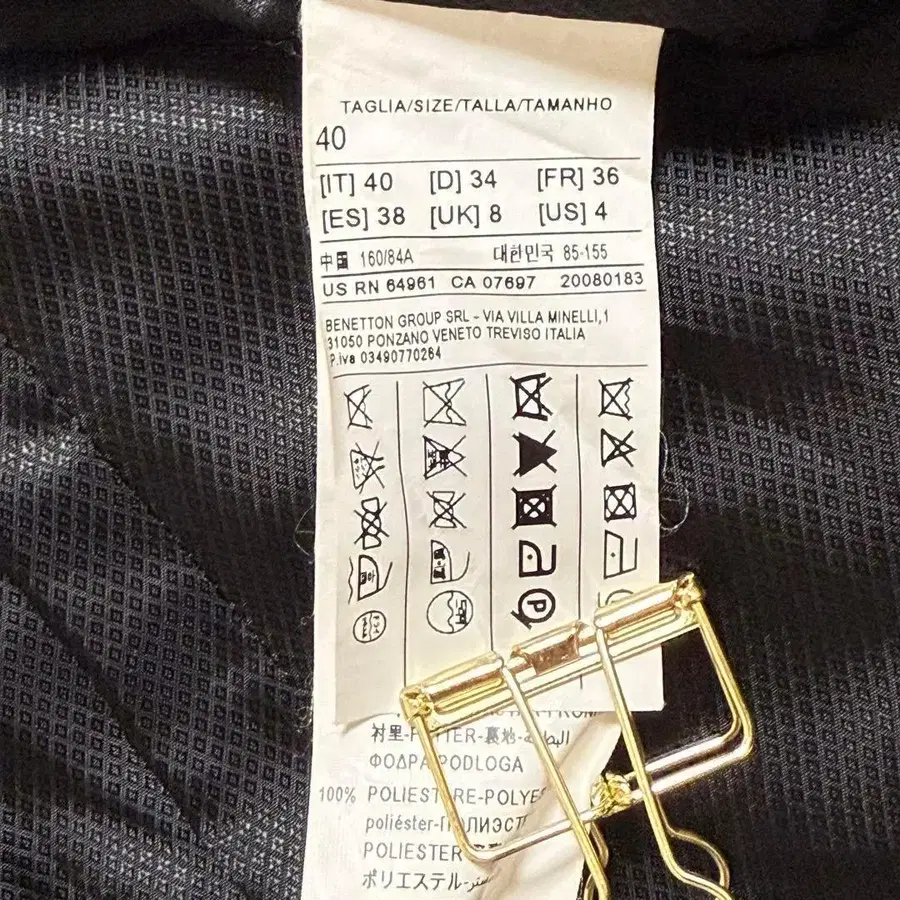 TAGLIA/SIZE/TALLA/TAMANHO
40
[IT] 40 [D] 34 [FR] 36
[ES] 38 [UK] 8 [US] 4
中国 160/84A 대한민국 85-155
US RN 64961 CA 07697 20080183
BENETTON GROUP SRL - VIA VILLA MINELLI,1
31050 PONZANO VENETO TREVISO ITALIA
P.iva 03490770264
P
衬里-FUTTER-裏地-البطانة
ΦΟΔΡΑ PODLOGA
100% POLIESTERE-POLYE
poliéster-ПОЛИЭСТ
POLIESTER
ポリエステル-